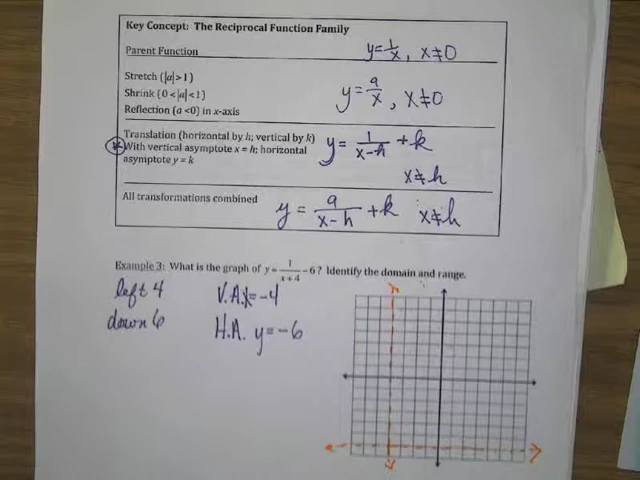 Key Concept: The Reciprocal Function Family
Parent Function y = 1/x, x ≠ 0
Stretch (|a| > 1)
Shrink (0 < |a| < 1) y = a/x, x ≠ 0
Reflection (a < 0) in x-axis
Translation (horizontal by h; vertical by k) y = 1/(x-h) + k
With vertical asymptote x = h; horizontal
asymptote y = k x ≠ h
All transformations combined y = a/(x-h) + k x ≠ h
Example 3: What is the graph of y = 1/(x+4) - 6? Identify the domain and range.
left 4 V.A. x = -4
down 6 H.A. y = -6